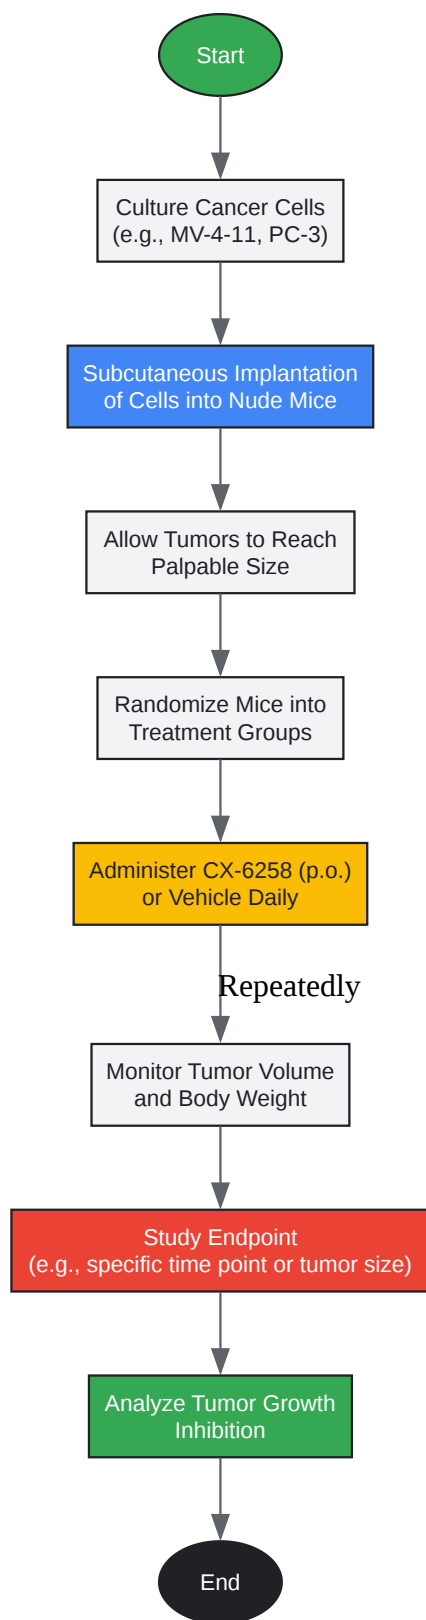 Start
Culture Cancer Cells
(e.g., MV-4-11, PC-3)
Subcutaneous Implantation
of Cells into Nude Mice
Allow Tumors to Reach
Palpable Size
Randomize Mice into
Treatment Groups
Administer CX-6258 (p.o.)
or Vehicle Daily
Repeatedly
Monitor Tumor Volume
and Body Weight
Study Endpoint
(e.g., specific time point or tumor size)
Analyze Tumor Growth
Inhibition
End